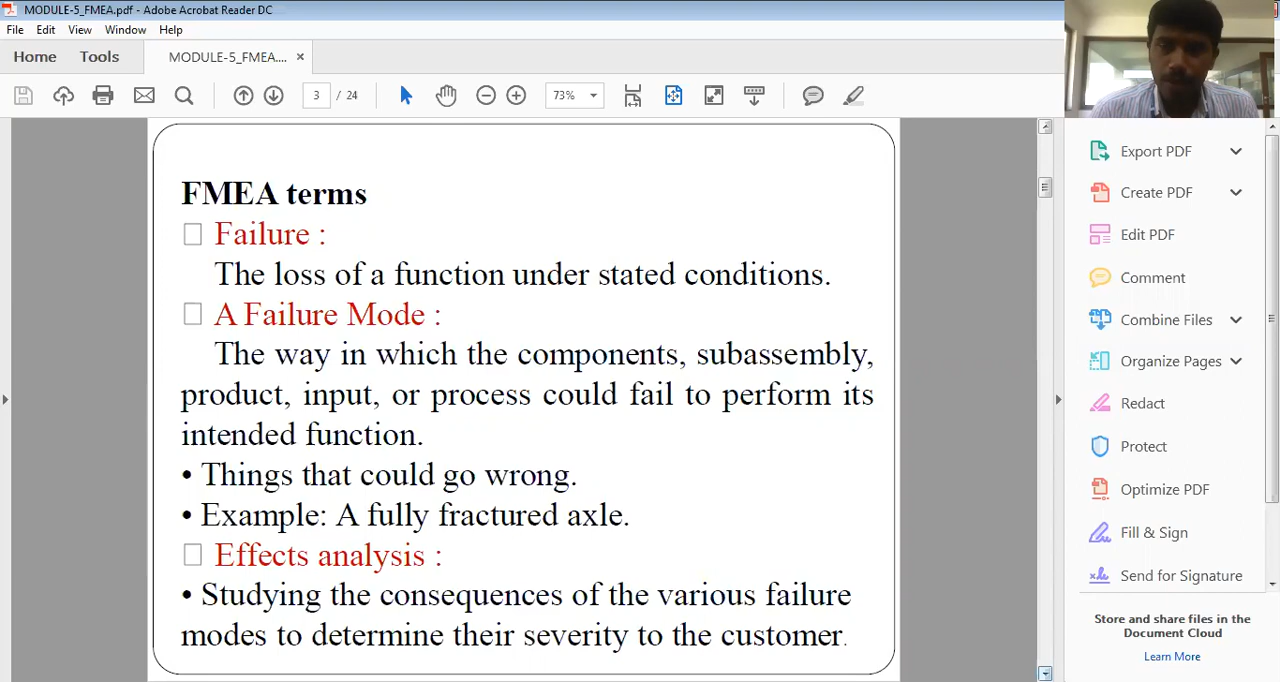 MODULE-5_FMEA.pdf - Adobe Acrobat Reader DC
File Edit View Window Help
Home Tools MODULE-5_FMEA.... ×
3 / 24 73%
FMEA terms
Failure :
The loss of a function under stated conditions.
A Failure Mode :
The way in which the components, subassembly,
product, input, or process could fail to perform its
intended function.
• Things that could go wrong.
• Example: A fully fractured axle.
Effects analysis :
• Studying the consequences of the various failure
modes to determine their severity to the customer.
Export PDF
Create PDF
Edit PDF
Comment
Combine Files
Organize Pages
Redact
Protect
Optimize PDF
Fill & Sign
Send for Signature
Store and share files in the
Document Cloud
Learn More